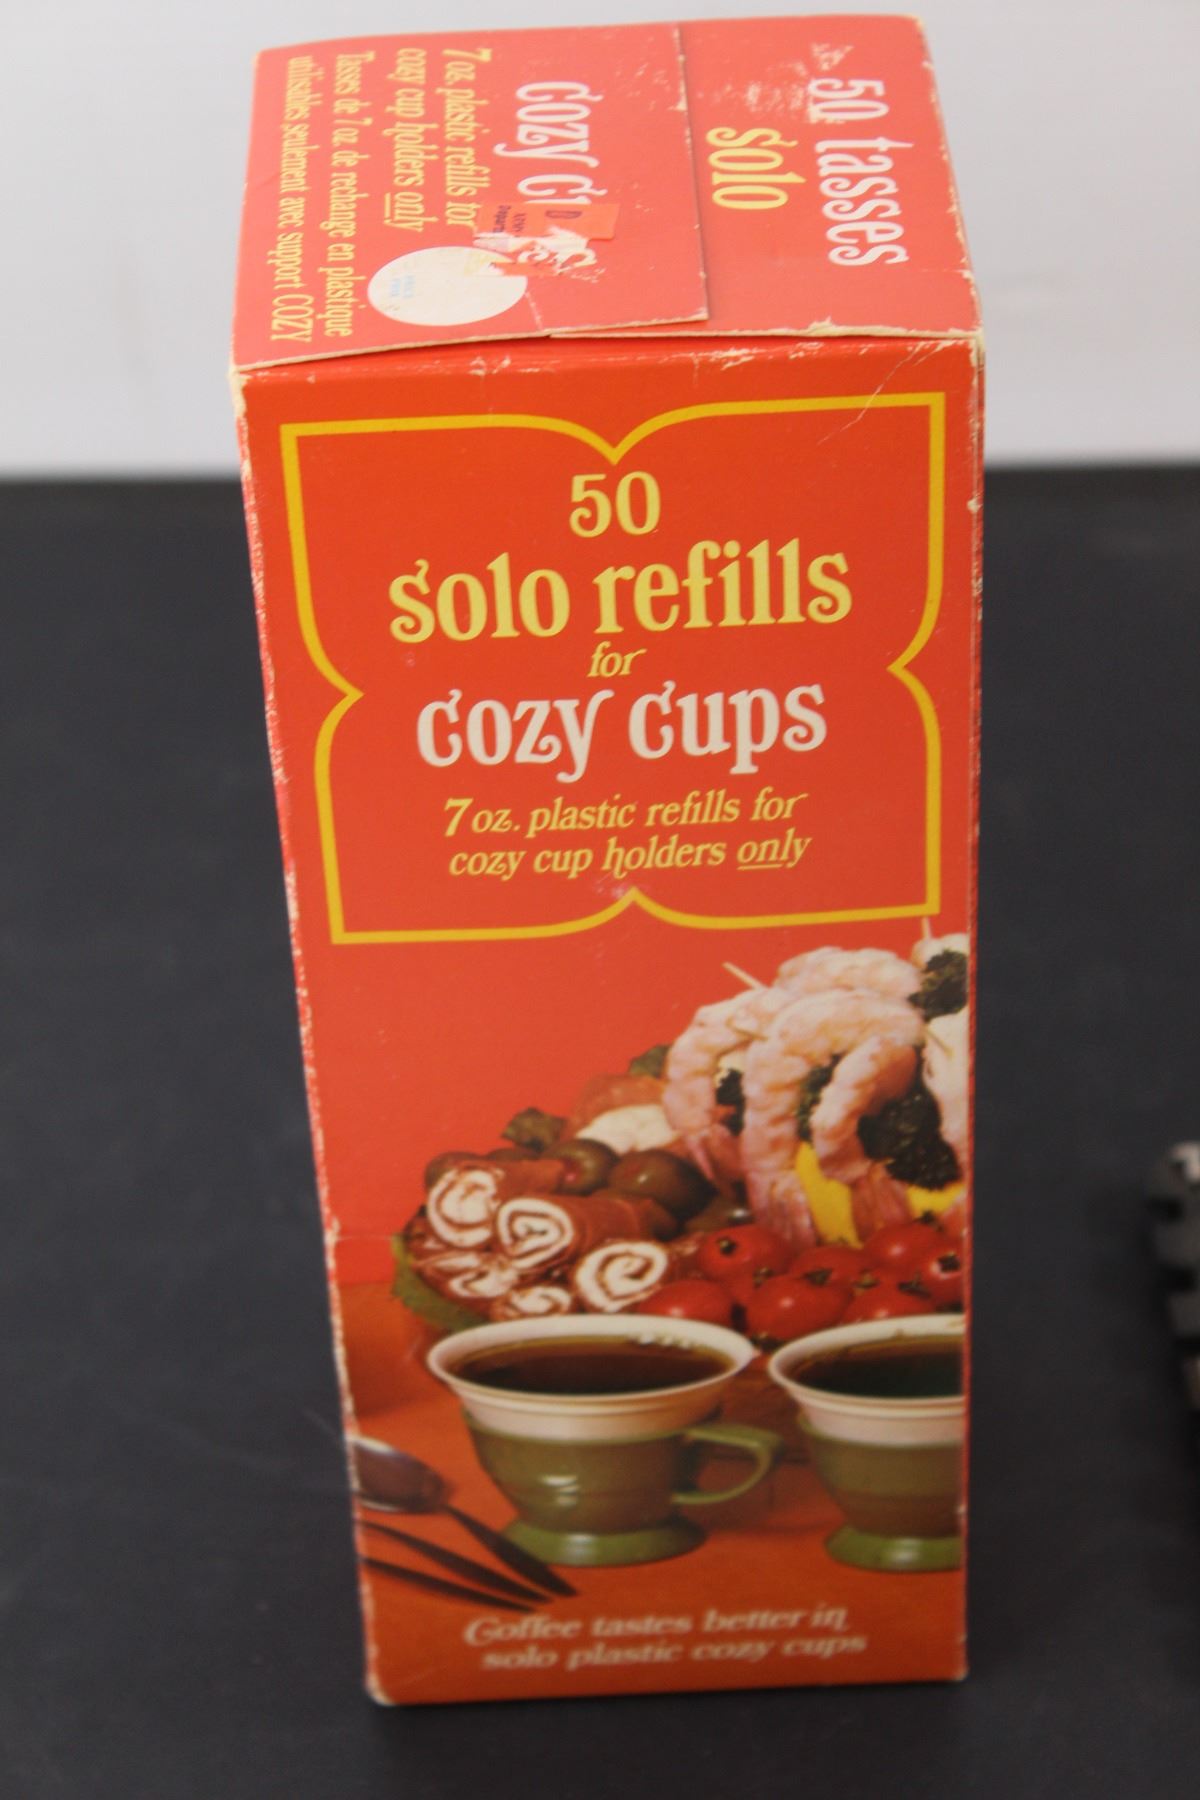 50 tasses
solo
cozy
7 oz. plastic refills for
cozy cup holders only
Tasses de 7 oz. de rechange en plastique
utilisables seulement avec support COZY
50
solo refills
for
cozy cups
7 oz. plastic refills for
cozy cup holders only
Coffee tastes better in
solo plastic cozy cups